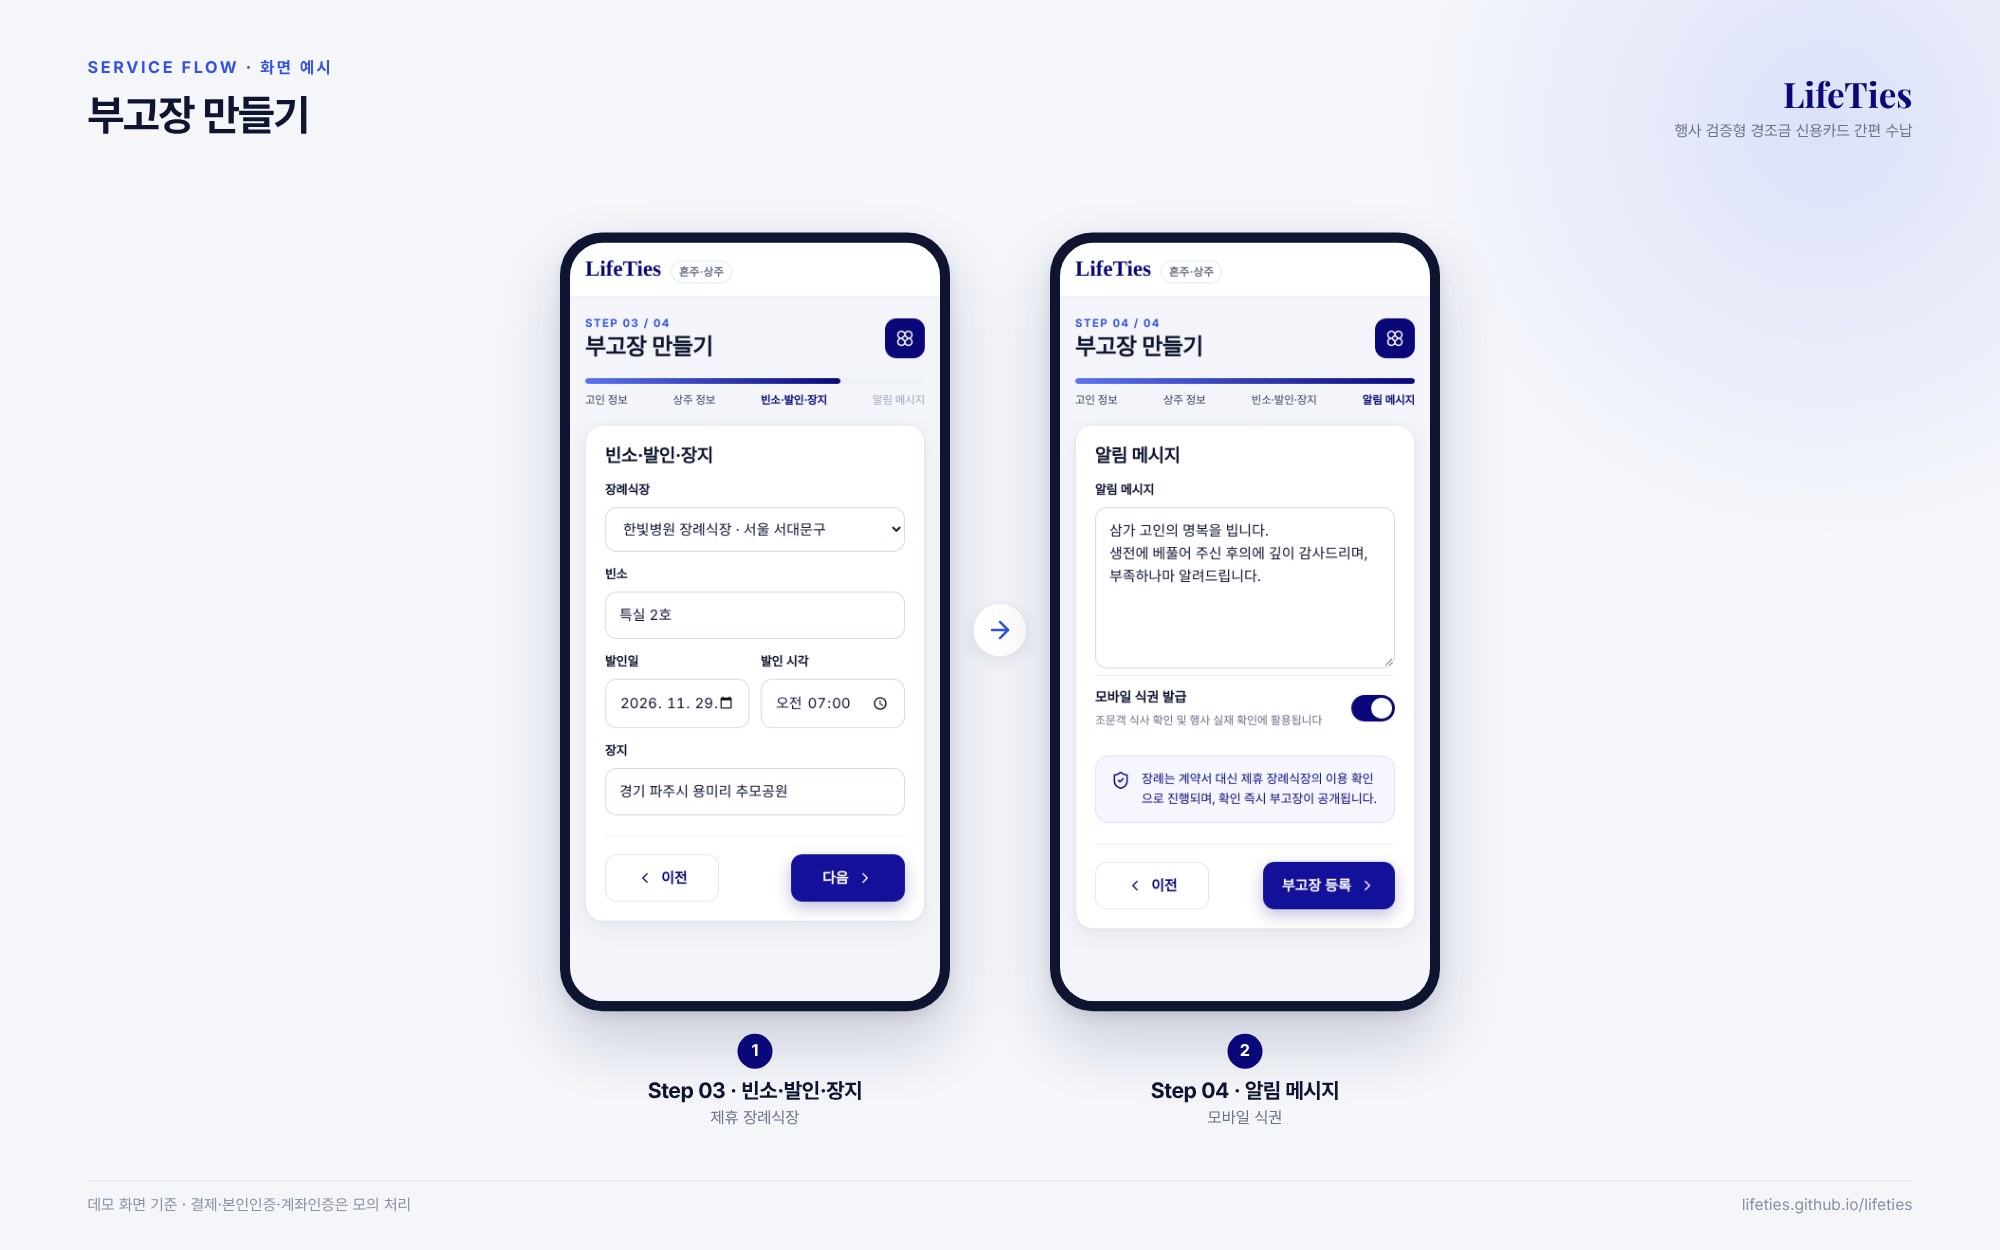 SERVICE FLOW · 화면 예시
부고장 만들기
LifeTies
행사 검증형 경조금 신용카드 간편 수납
LifeTies
혼주·상주
STEP 03 / 04
부고장 만들기
고인 정보
상주 정보
빈소·발인·장지
알림 메시지
빈소·발인·장지
장례식장
한빛병원 장례식장 · 서울 서대문구
빈소
특실 2호
발인일
발인 시각
2026. 11. 29.
오전 07:00
장지
경기 파주시 용미리 추모공원
이전
다음
1
Step 03 · 빈소·발인·장지
제휴 장례식장
LifeTies
혼주·상주
STEP 04 / 04
부고장 만들기
고인 정보
상주 정보
빈소·발인·장지
알림 메시지
알림 메시지
알림 메시지
삼가 고인의 명복을 빕니다.
생전에 베풀어 주신 후의에 깊이 감사드리며,
부족하나마 알려드립니다.
모바일 식권 발급
조문객 식사 확인 및 행사 실재 확인에 활용됩니다
장례는 계약서 대신 제휴 장례식장의 이용 확인
으로 진행되며, 확인 즉시 부고장이 공개됩니다.
이전
부고장 등록
2
Step 04 · 알림 메시지
모바일 식권
데모 화면 기준 · 결제·본인인증·계좌인증은 모의 처리
lifeties.github.io/lifeties